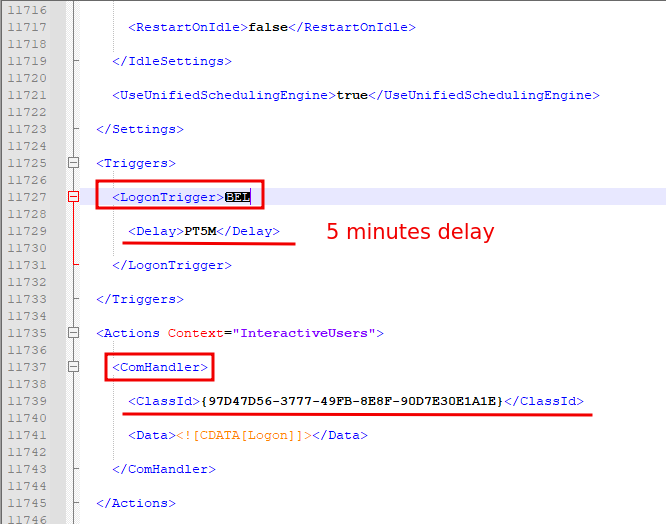 11716
11717 <RestartOnIdle>false</RestartOnIdle>
11718
11719 </IdleSettings>
11720
11721 <UseUnifiedSchedulingEngine>true</UseUnifiedSchedulingEngine>
11722
11723 </Settings>
11724
11725 <Triggers>
11726
11727 <LogonTrigger>BEL
11728
11729 <Delay>PT5M</Delay> 5 minutes delay
11730
11731 </LogonTrigger>
11732
11733 </Triggers>
11734
11735 <Actions Context="InteractiveUsers">
11736
11737 <ComHandler>
11738
11739 <ClassId>{97D47D56-3777-49FB-8E8F-90D7E30E1A1E}</ClassId>
11740
11741 <Data><![CDATA[Logon]]></Data>
11742
11743 </ComHandler>
11744
11745 </Actions>
11746